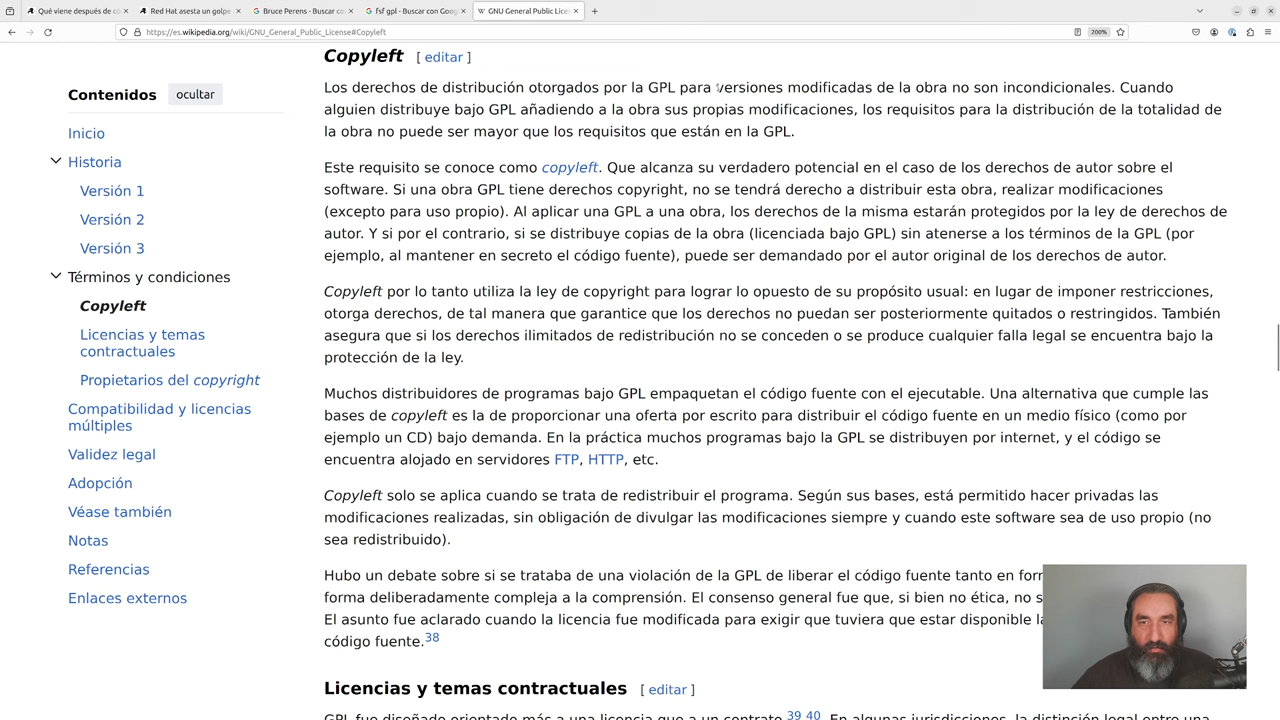 Qué viene después de có
Red Hat asesta un golpe
Bruce Perens - Buscar con
fsf gpl - Buscar con Goog
GNU General Public Licen
https://es.wikipedia.org/wiki/GNU_General_Public_License#Copyleft
200%
Contenidos
ocultar
Inicio
Historia
Versión 1
Versión 2
Versión 3
Términos y condiciones
Copyleft
Licencias y temas
contractuales
Propietarios del copyright
Compatibilidad y licencias
múltiples
Validez legal
Adopción
Véase también
Notas
Referencias
Enlaces externos
Copyleft [ editar ]
Los derechos de distribución otorgados por la GPL para versiones modificadas de la obra no son incondicionales. Cuando
alguien distribuye bajo GPL añadiendo a la obra sus propias modificaciones, los requisitos para la distribución de la totalidad de
la obra no puede ser mayor que los requisitos que están en la GPL.
Este requisito se conoce como copyleft. Que alcanza su verdadero potencial en el caso de los derechos de autor sobre el
software. Si una obra GPL tiene derechos copyright, no se tendrá derecho a distribuir esta obra, realizar modificaciones
(excepto para uso propio). Al aplicar una GPL a una obra, los derechos de la misma estarán protegidos por la ley de derechos de
autor. Y si por el contrario, si se distribuye copias de la obra (licenciada bajo GPL) sin atenerse a los términos de la GPL (por
ejemplo, al mantener en secreto el código fuente), puede ser demandado por el autor original de los derechos de autor.
Copyleft por lo tanto utiliza la ley de copyright para lograr lo opuesto de su propósito usual: en lugar de imponer restricciones,
otorga derechos, de tal manera que garantice que los derechos no puedan ser posteriormente quitados o restringidos. También
asegura que si los derechos ilimitados de redistribución no se conceden o se produce cualquier falla legal se encuentra bajo la
protección de la ley.
Muchos distribuidores de programas bajo GPL empaquetan el código fuente con el ejecutable. Una alternativa que cumple las
bases de copyleft es la de proporcionar una oferta por escrito para distribuir el código fuente en un medio físico (como por
ejemplo un CD) bajo demanda. En la práctica muchos programas bajo la GPL se distribuyen por internet, y el código se
encuentra alojado en servidores FTP, HTTP, etc.
Copyleft solo se aplica cuando se trata de redistribuir el programa. Según sus bases, está permitido hacer privadas las
modificaciones realizadas, sin obligación de divulgar las modificaciones siempre y cuando este software sea de uso propio (no
sea redistribuido).
Hubo un debate sobre si se trataba de una violación de la GPL de liberar el código fuente tanto en
forma deliberadamente compleja a la comprensión. El consenso general fue que, si bien no ética, no
El asunto fue aclarado cuando la licencia fue modificada para exigir que tuviera que estar disponible
código fuente.38
Licencias y temas contractuales [ editar ]
GPL fue diseñado orientado más a una licencia que a un contrato.39 40 En algunas jurisdicciones, la distinción legal entre una